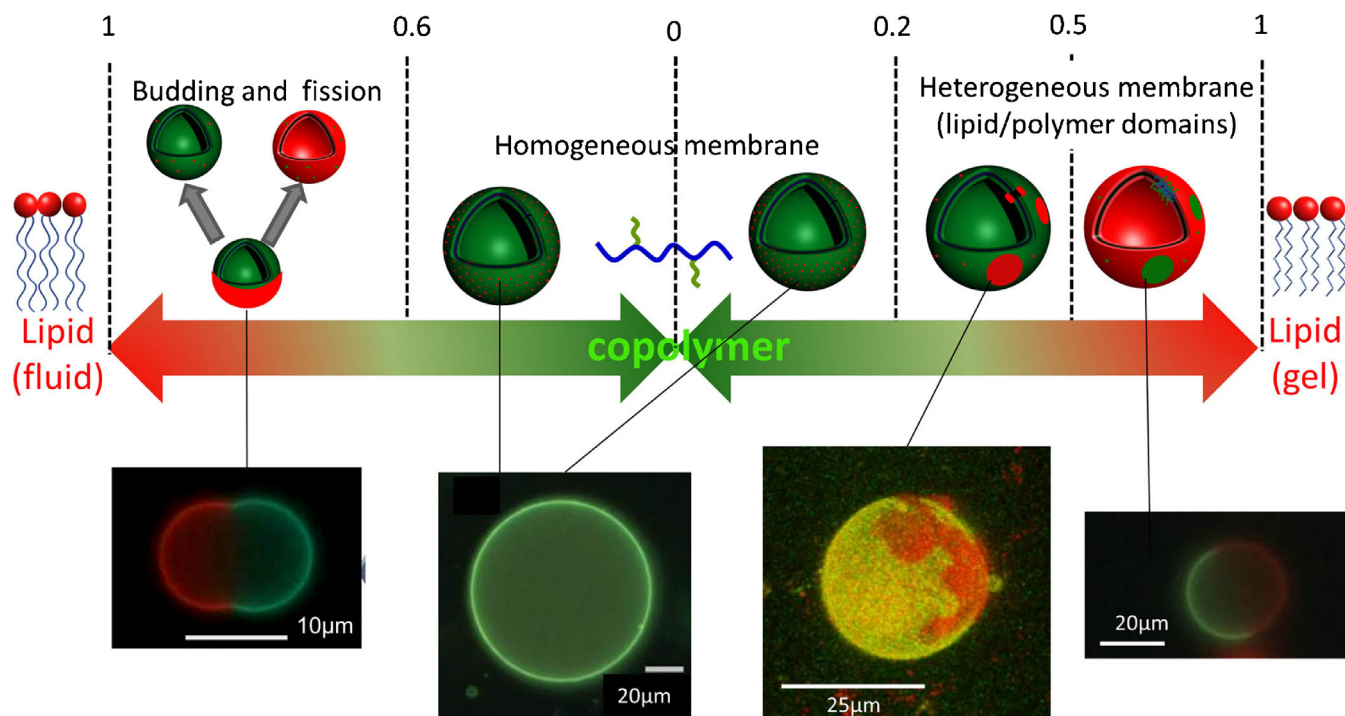 1
0.6
0
0.2
0.5
1
Budding and fission
Homogeneous membrane
Heterogeneous membrane
(lipid/polymer domains)
Lipid
(fluid)
copolymer
Lipid
(gel)
10μm
20μm
25μm
20μm